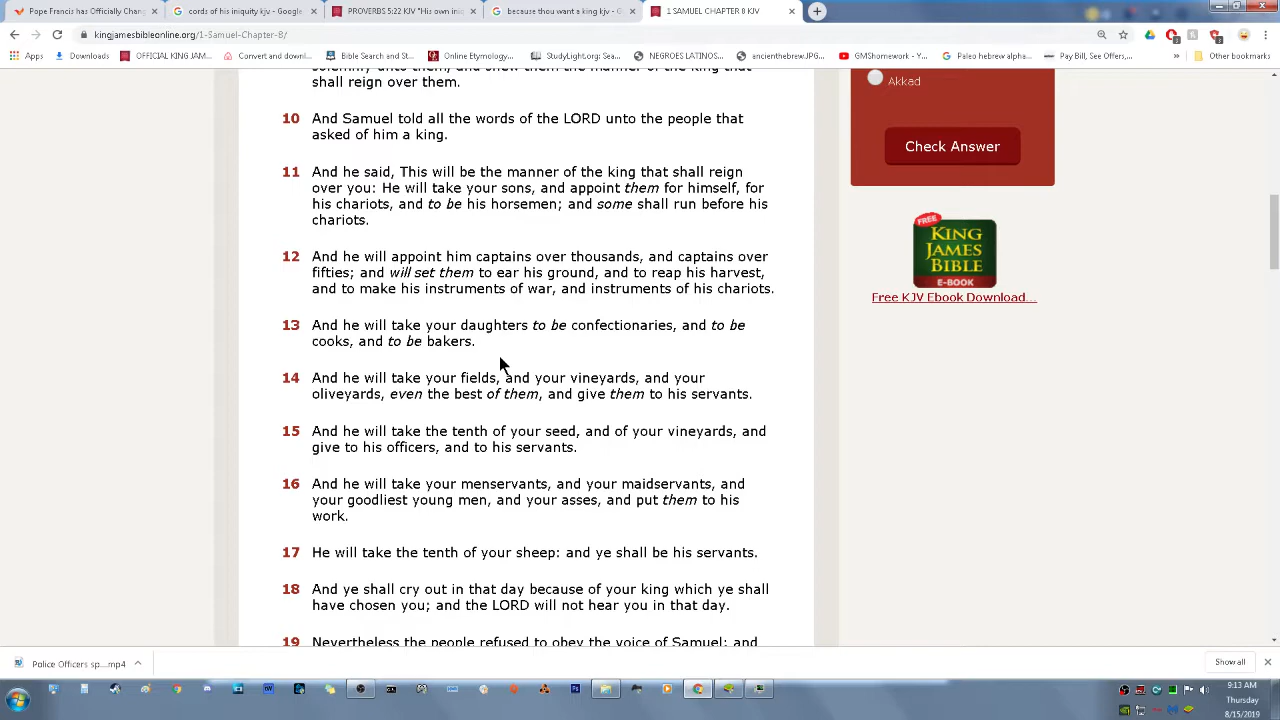 Pope Francis has Officially Chang
cords of his iniquity kjv - Google
PROVERBS 5:22 KJV "His own ini
because thou want's king kjv - G
1 SAMUEL CHAPTER 8 KJV
kingjamesbibleonline.org/1-Samuel-Chapter-8/
Apps
Downloads
OFFICIAL KING JAM...
Convert and downl...
Bible Search and St...
Online Etymology...
StudyLight.org: Sea...
NEGROES LATINOS...
ancienthebrew.JPG...
GMShomework - Y...
Paleo hebrew alpha...
Pay Bill, See Offers,...
Other bookmarks
shall reign over them.
10 And Samuel told all the words of the LORD unto the people that
asked of him a king.
11 And he said, This will be the manner of the king that shall reign
over you: He will take your sons, and appoint them for himself, for
his chariots, and to be his horsemen; and some shall run before his
chariots.
12 And he will appoint him captains over thousands, and captains over
fifties; and will set them to ear his ground, and to reap his harvest,
and to make his instruments of war, and instruments of his chariots.
13 And he will take your daughters to be confectionaries, and to be
cooks, and to be bakers.
14 And he will take your fields, and your vineyards, and your
oliveyards, even the best of them, and give them to his servants.
15 And he will take the tenth of your seed, and of your vineyards, and
give to his officers, and to his servants.
16 And he will take your menservants, and your maidservants, and
your goodliest young men, and your asses, and put them to his
work.
17 He will take the tenth of your sheep: and ye shall be his servants.
18 And ye shall cry out in that day because of your king which ye shall
have chosen you; and the LORD will not hear you in that day.
19 Nevertheless the people refused to obey the voice of Samuel; and
Akkad
Check Answer
FREE
KING
JAMES
BIBLE
E-BOOK
Free KJV Ebook Download...
Police Officers sp....mp4
Show all
9:13 AM
Thursday
8/15/2019